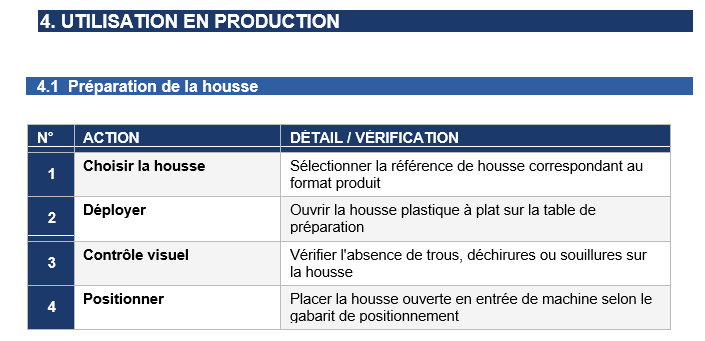 4. UTILISATION EN PRODUCTION
4.1 Préparation de la housse
N° ACTION DÉTAIL / VÉRIFICATION
1 Choisir la housse Sélectionner la référence de housse correspondant au
format produit
2 Déployer Ouvrir la housse plastique à plat sur la table de
préparation
3 Contrôle visuel Vérifier l'absence de trous, déchirures ou souillures sur
la housse
4 Positionner Placer la housse ouverte en entrée de machine selon le
gabarit de positionnement